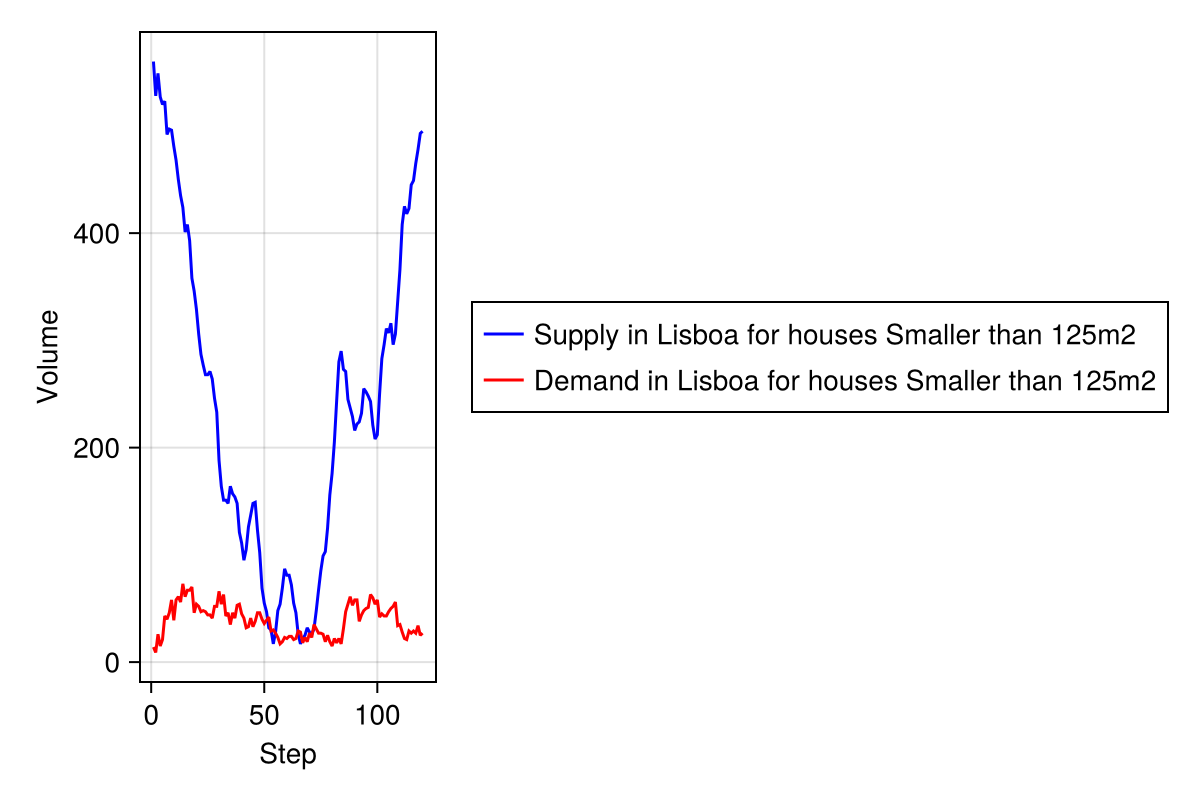 Volume
400
200
0
0 50 100
Step
Supply in Lisboa for houses Smaller than 125m2
Demand in Lisboa for houses Smaller than 125m2